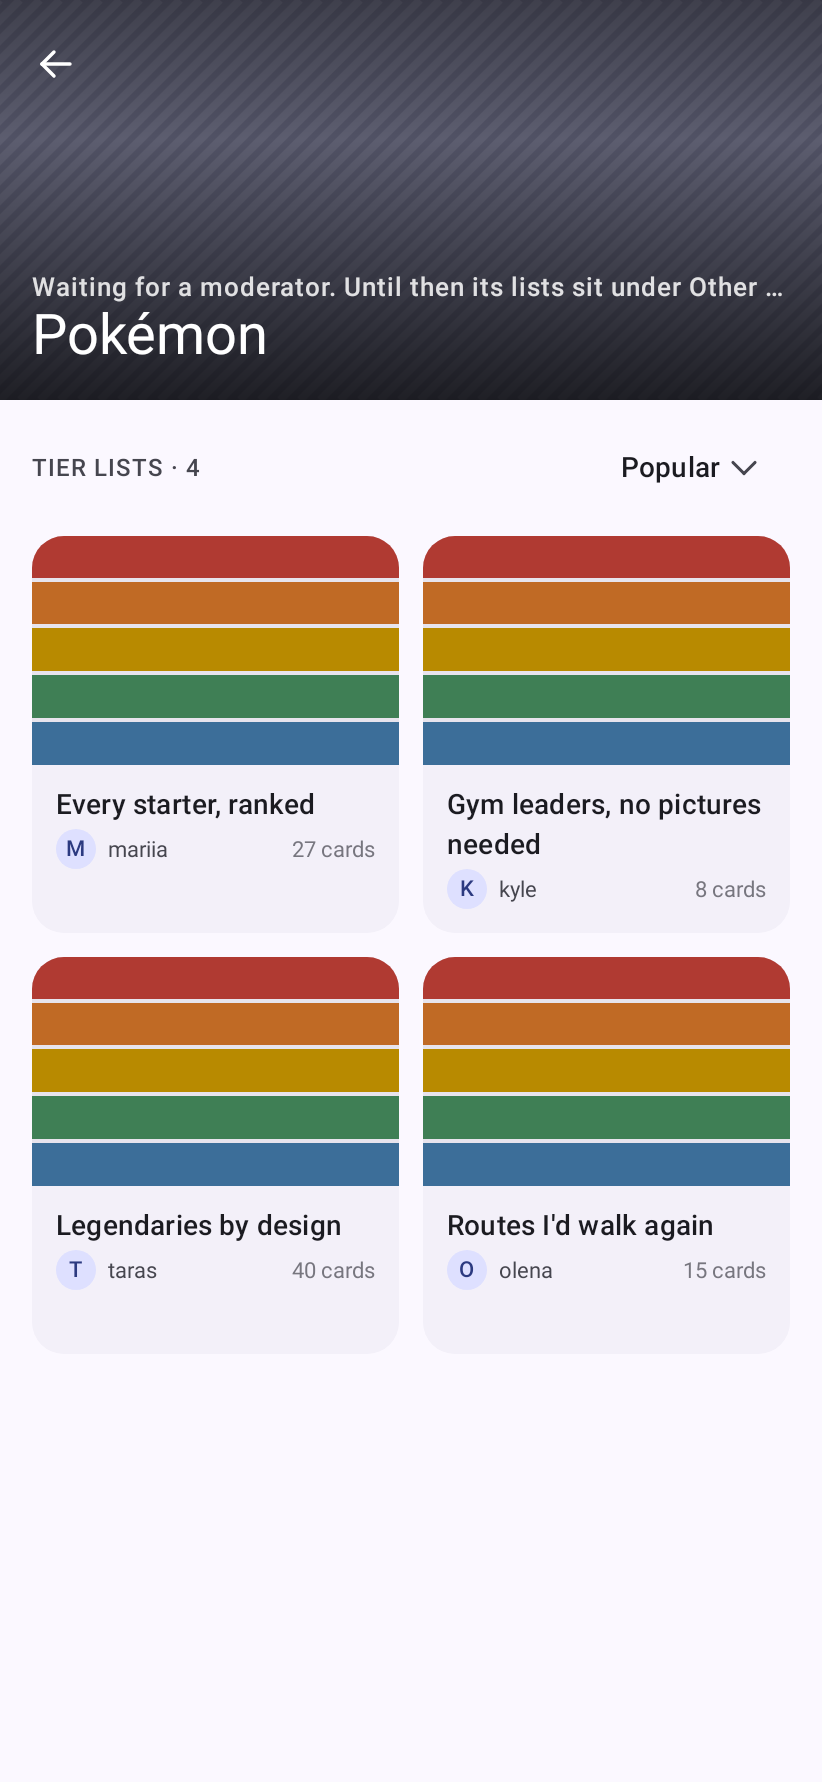 Waiting for a moderator. Until then its lists sit under Other …
Pokémon
TIER LISTS · 4
Popular
Every starter, ranked
M mariia 27 cards
Gym leaders, no pictures
needed
K kyle 8 cards
Legendaries by design
T taras 40 cards
Routes I'd walk again
O olena 15 cards